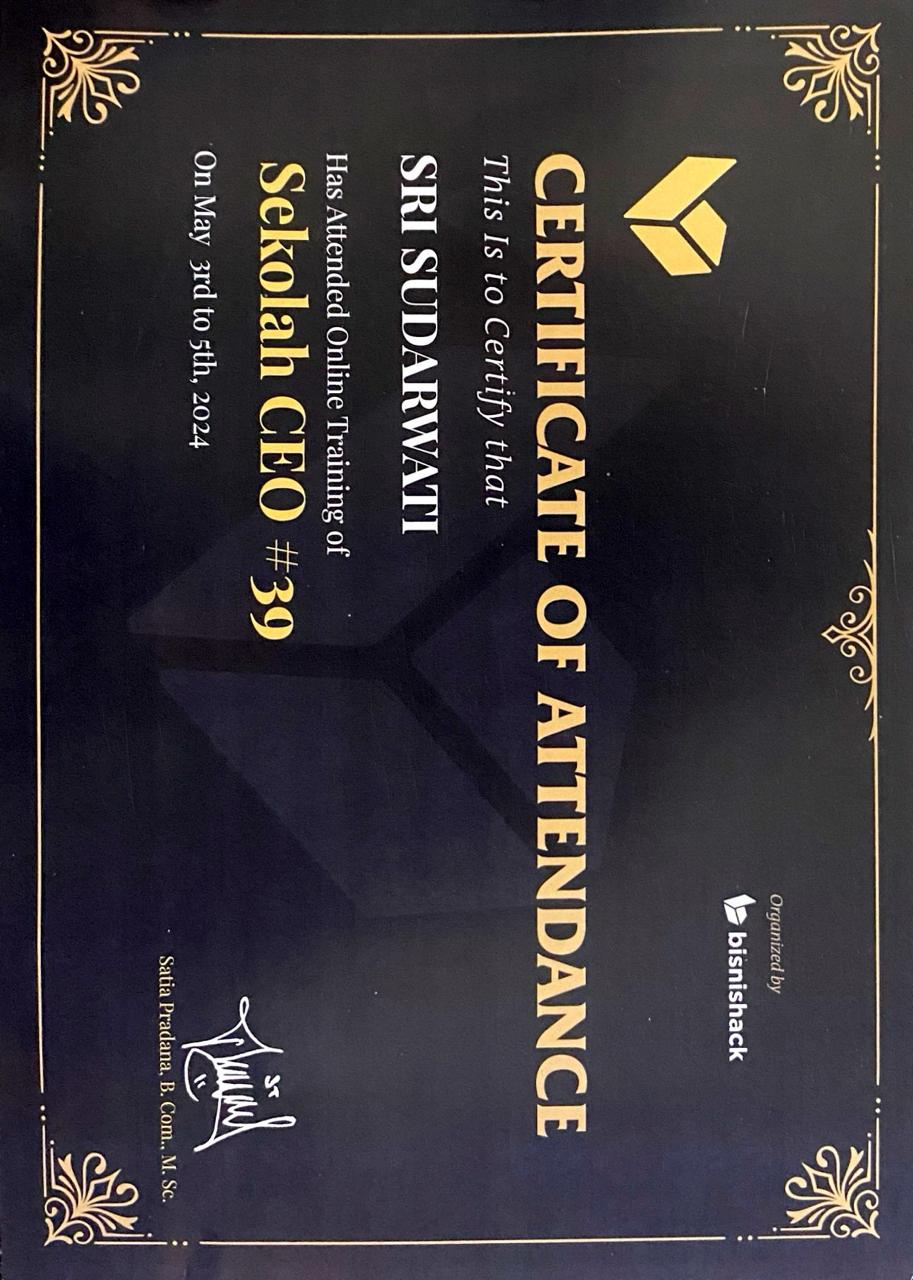 Organized by
bisnishack
CERTIFICATE OF ATTENDANCE
This Is to Certify that
SRI SUDARWATI
Has Attended Online Training of
Sekolah CEO #39
On May 3rd to 5th, 2024
Satia Pradana, B. Com., M. Sc.